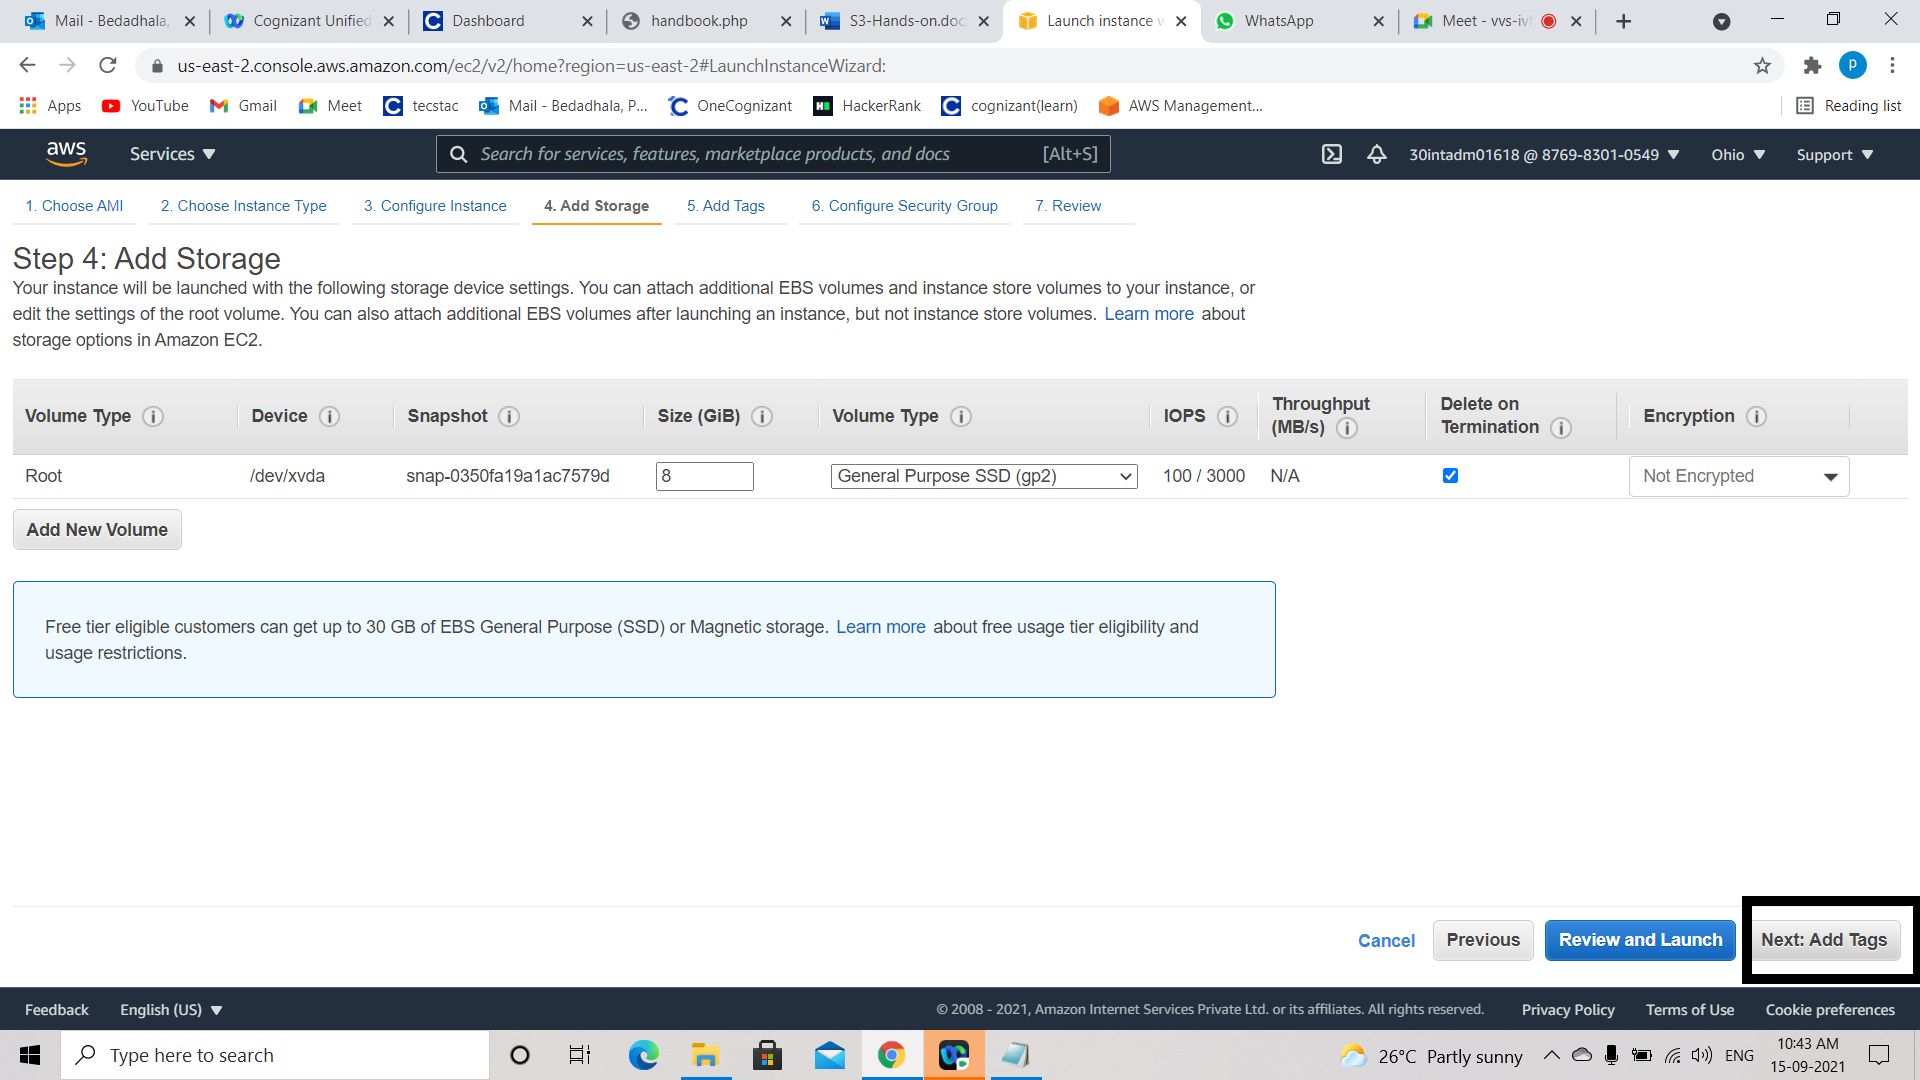 Mail - Bedadhala,
Cognizant Unified
Dashboard
handbook.php
S3-Hands-on.doc
Launch instance w
WhatsApp
Meet - vvs-ivf
us-east-2.console.aws.amazon.com/ec2/v2/home?region=us-east-2#LaunchInstanceWizard:
P
Apps
YouTube
Gmail
Meet
tecstac
Mail - Bedadhala, P...
OneCognizant
HackerRank
cognizant(learn)
AWS Management...
Reading list
aws
Services
Search for services, features, marketplace products, and docs
[Alt+S]
30intadm01618 @ 8769-8301-0549
Ohio
Support
1. Choose AMI
2. Choose Instance Type
3. Configure Instance
4. Add Storage
5. Add Tags
6. Configure Security Group
7. Review
Step 4: Add Storage
Your instance will be launched with the following storage device settings. You can attach additional EBS volumes and instance store volumes to your instance, or
edit the settings of the root volume. You can also attach additional EBS volumes after launching an instance, but not instance store volumes. Learn more about
storage options in Amazon EC2.
Volume Type
Device
Snapshot
Size (GiB)
Volume Type
IOPS
Throughput
(MB/s)
Delete on
Termination
Encryption
Root
/dev/xvda
snap-0350fa19a1ac7579d
8
General Purpose SSD (gp2)
100 / 3000
N/A
Not Encrypted
Add New Volume
Free tier eligible customers can get up to 30 GB of EBS General Purpose (SSD) or Magnetic storage. Learn more about free usage tier eligibility and
usage restrictions.
Cancel
Previous
Review and Launch
Next: Add Tags
Feedback
English (US)
© 2008 - 2021, Amazon Internet Services Private Ltd. or its affiliates. All rights reserved.
Privacy Policy
Terms of Use
Cookie preferences
Type here to search
26°C Partly sunny
ENG
10:43 AM
15-09-2021